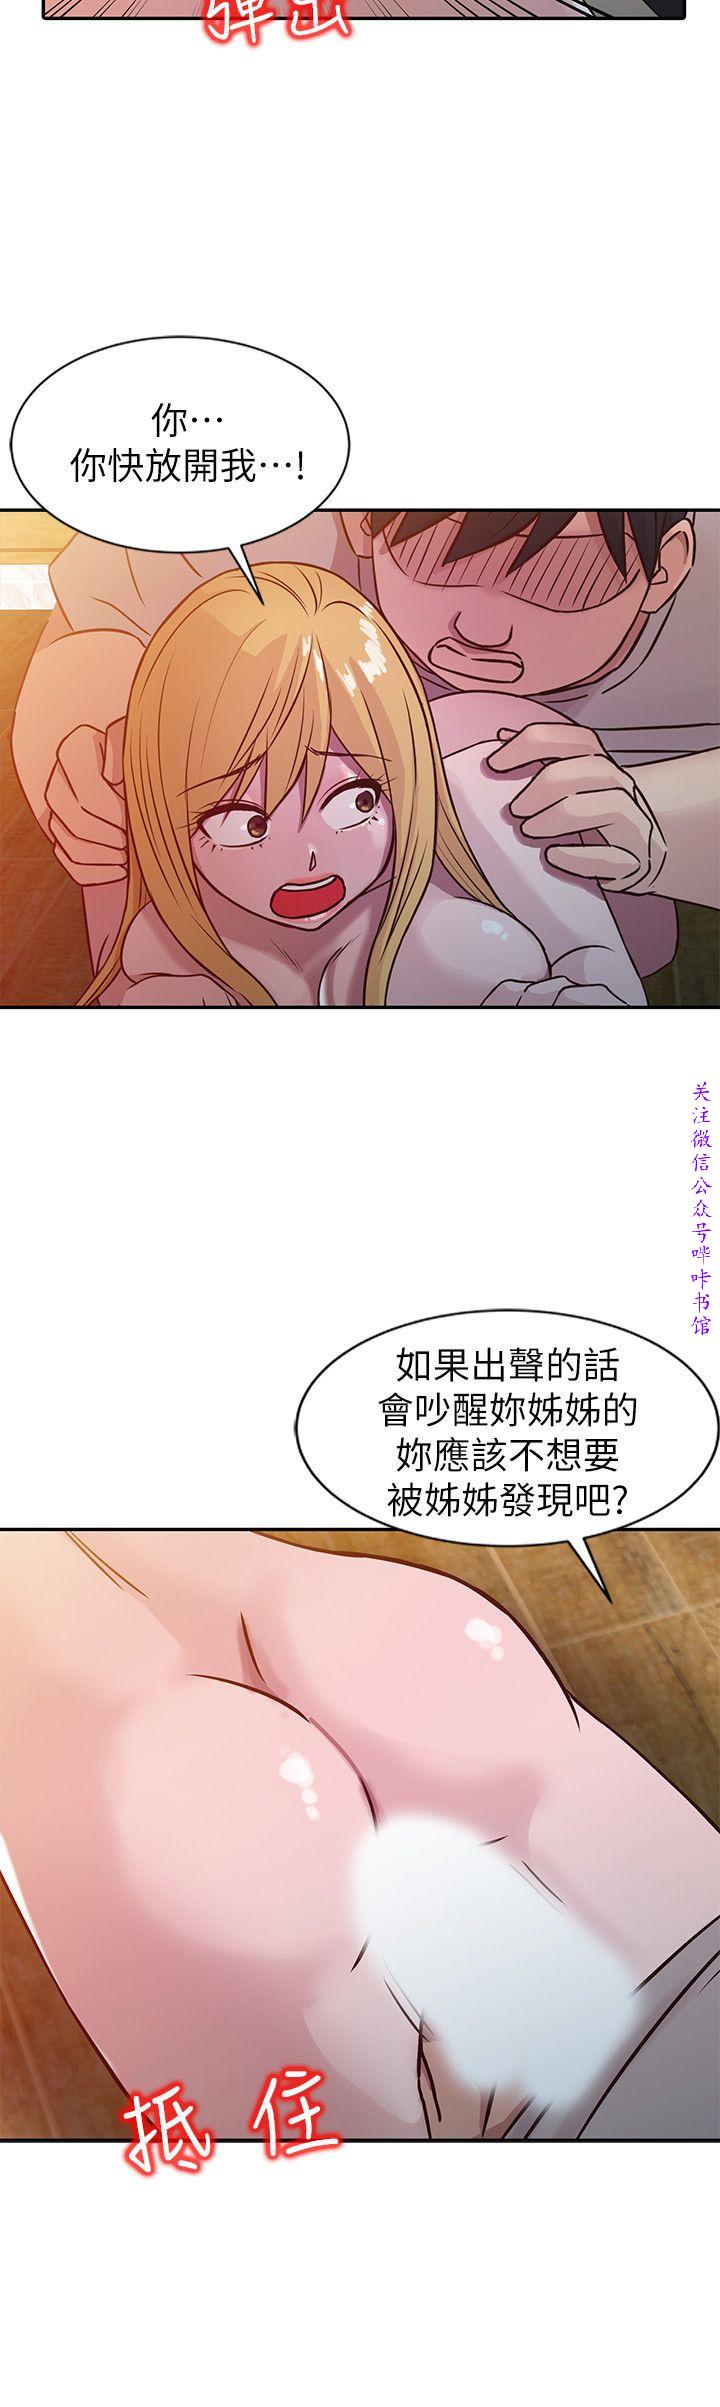 彈出
你⋯
你快放開我⋯!
关注微信公众号哔咔书馆
如果出聲的話
會吵醒妳姊姊的
妳應該不想要
被姊姊發現吧?
抵住